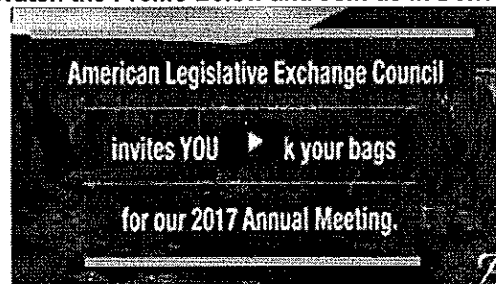 American Legislative Exchange Council
invites YOU k your bags
for our 2017 Annual Meeting.